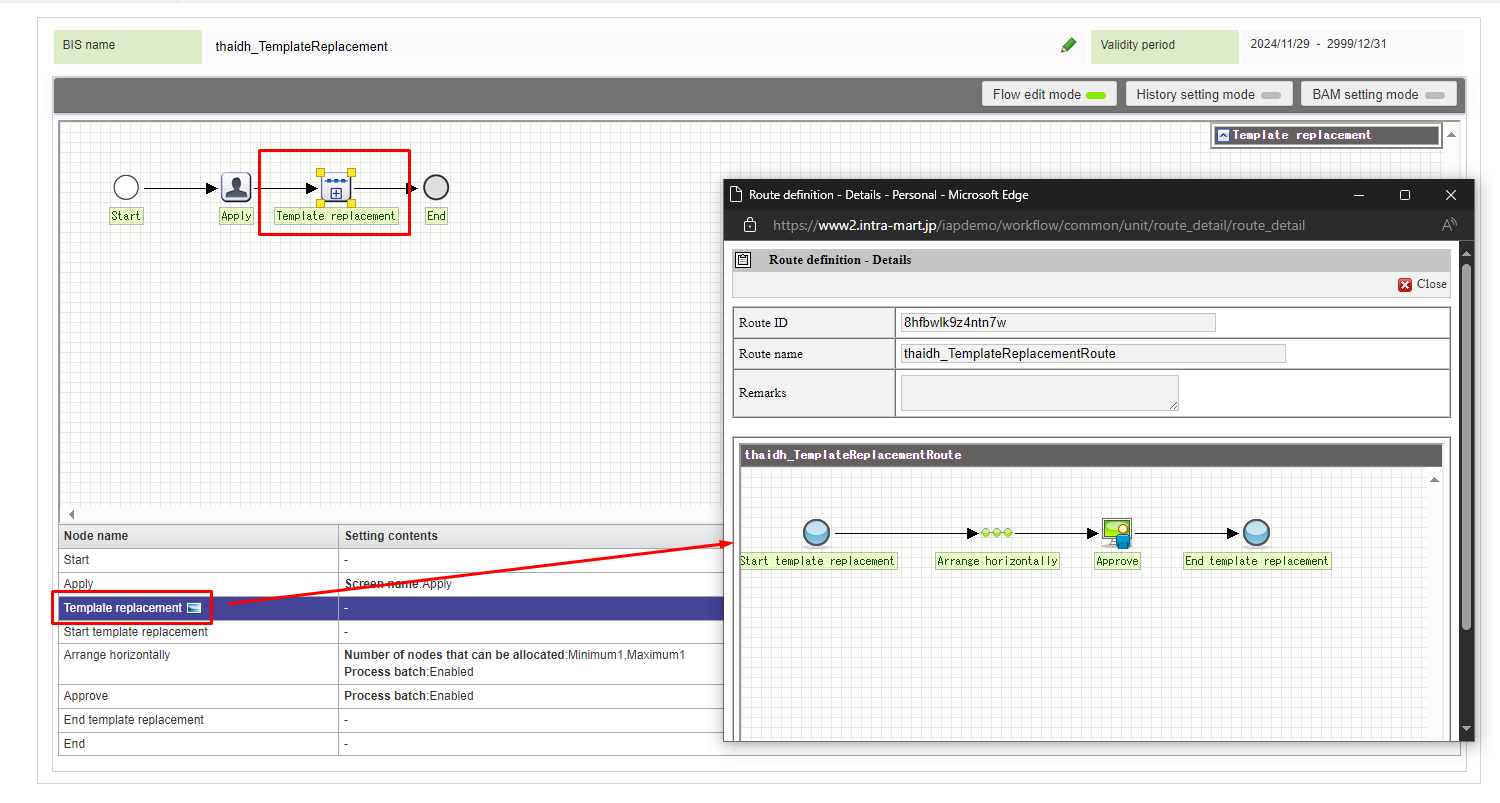 BIS name
thaidh_TemplateReplacement
Validity period
2024/11/29 - 2999/12/31
Flow edit mode
History setting mode
BAM setting mode
Template replacement
Start
Apply
Template replacement
End
Node name
Setting contents
Start
-
Apply
Screen name:Apply
Template replacement
-
Start template replacement
-
Arrange horizontally
Number of nodes that can be allocated:Minimum1,Maximum1
Process batch:Enabled
Approve
Process batch:Enabled
End template replacement
-
End
-
Route definition - Details - Personal - Microsoft Edge
https://www2.intra-mart.jp/iapdemo/workflow/common/unit/route_detail/route_detail
Route definition - Details
Close
Route ID
8hfbwlk9z4ntn7w
Route name
thaidh_TemplateReplacementRoute
Remarks
thaidh_TemplateReplacementRoute
Start template replacement
Arrange horizontally
Approve
End template replacement